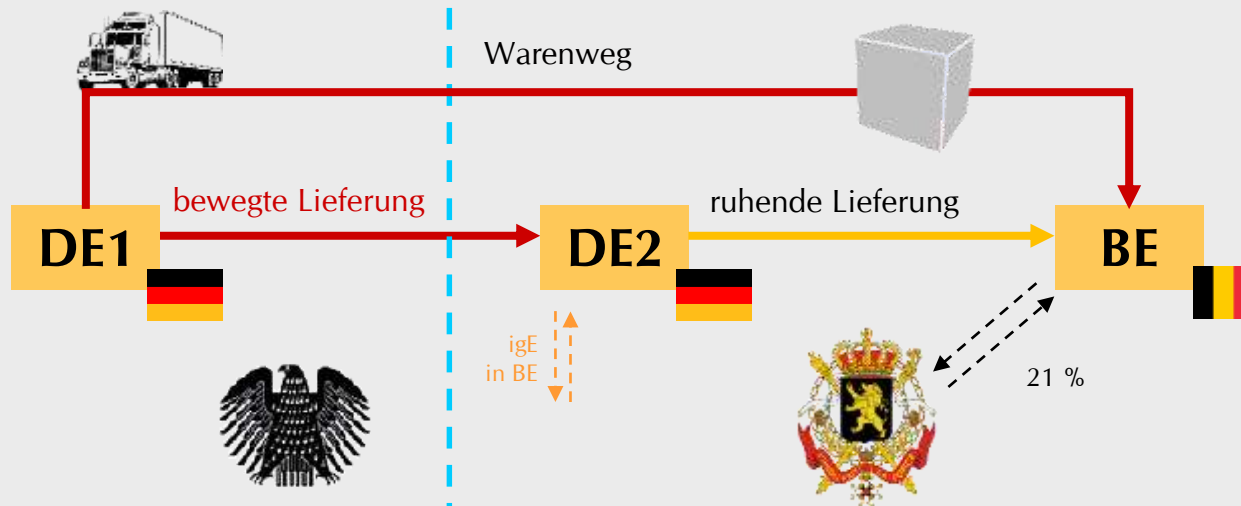 Warenweg
bewegte Lieferung
ruhende Lieferung
DE1
DE2
BE
igE
in BE
21 %